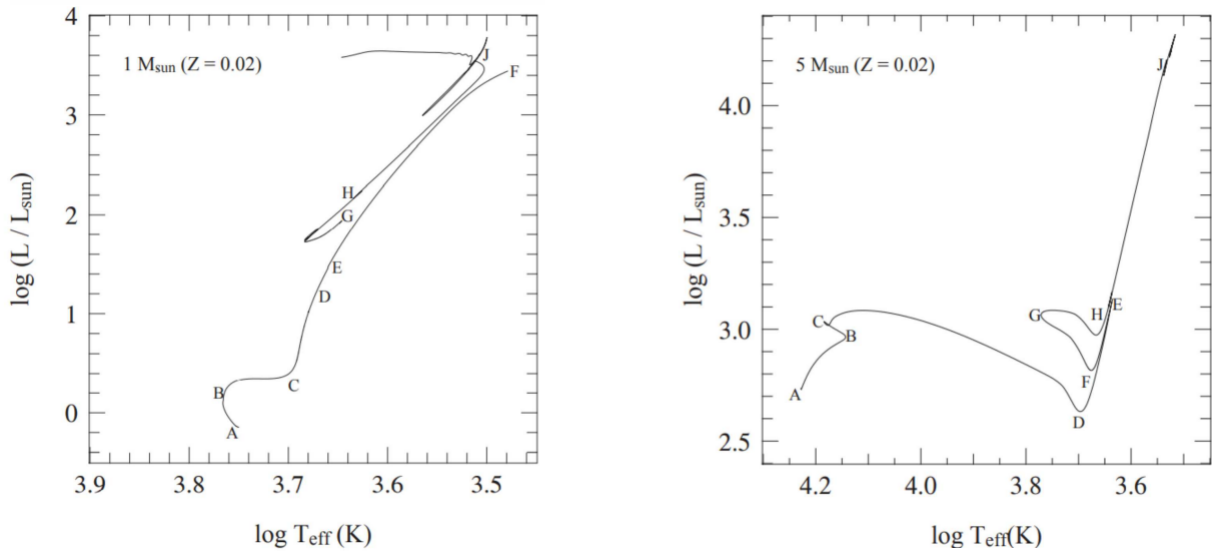 4
3
2
1
0
log (L / Lsun)
1 Msun (Z = 0.02)
J
F
H
G
E
D
C
B
A
3.9 3.8 3.7 3.6 3.5
log Teff (K)
4.0
3.5
3.0
2.5
log (L / Lsun)
5 Msun (Z = 0.02)
J
E
G
H
C
B
F
A
D
4.2 4.0 3.8 3.6
log Teff(K)